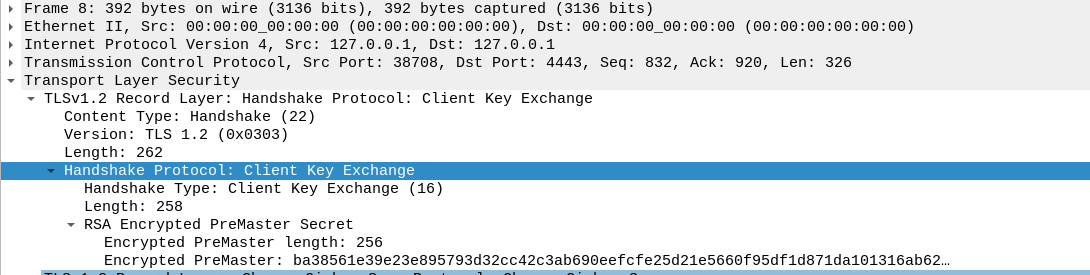 Frame 8: 392 bytes on wire (3136 bits), 392 bytes captured (3136 bits)
Ethernet II, Src: 00:00:00_00:00:00 (00:00:00:00:00:00), Dst: 00:00:00_00:00:00 (00:00:00:00:00:00)
Internet Protocol Version 4, Src: 127.0.0.1, Dst: 127.0.0.1
Transmission Control Protocol, Src Port: 38708, Dst Port: 4443, Seq: 832, Ack: 920, Len: 326
Transport Layer Security
TLSv1.2 Record Layer: Handshake Protocol: Client Key Exchange
Content Type: Handshake (22)
Version: TLS 1.2 (0x0303)
Length: 262
Handshake Protocol: Client Key Exchange
Handshake Type: Client Key Exchange (16)
Length: 258
RSA Encrypted PreMaster Secret
Encrypted PreMaster length: 256
Encrypted PreMaster: ba38561e39e23e895793d32cc42c3ab690eefcfe25d21e5660f95df1d871da101316ab62…